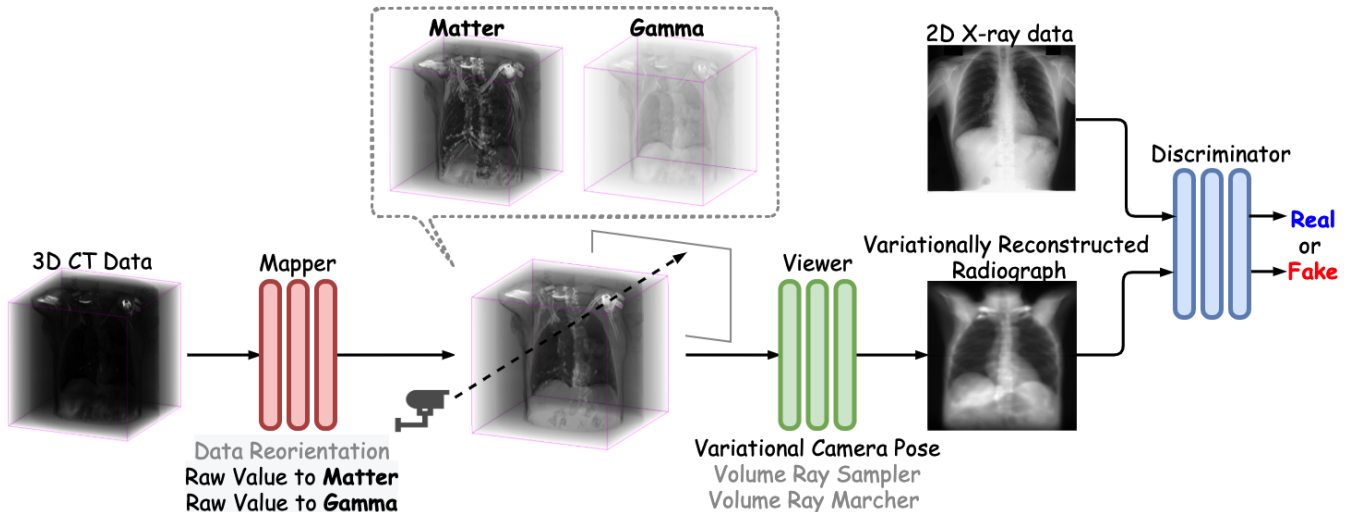 Matter
Gamma
2D X-ray data
Discriminator
Real
or
Fake
3D CT Data
Mapper
Viewer
Variationally Reconstructed
Radiograph
Data Reorientation
Raw Value to Matter
Raw Value to Gamma
Variational Camera Pose
Volume Ray Sampler
Volume Ray Marcher